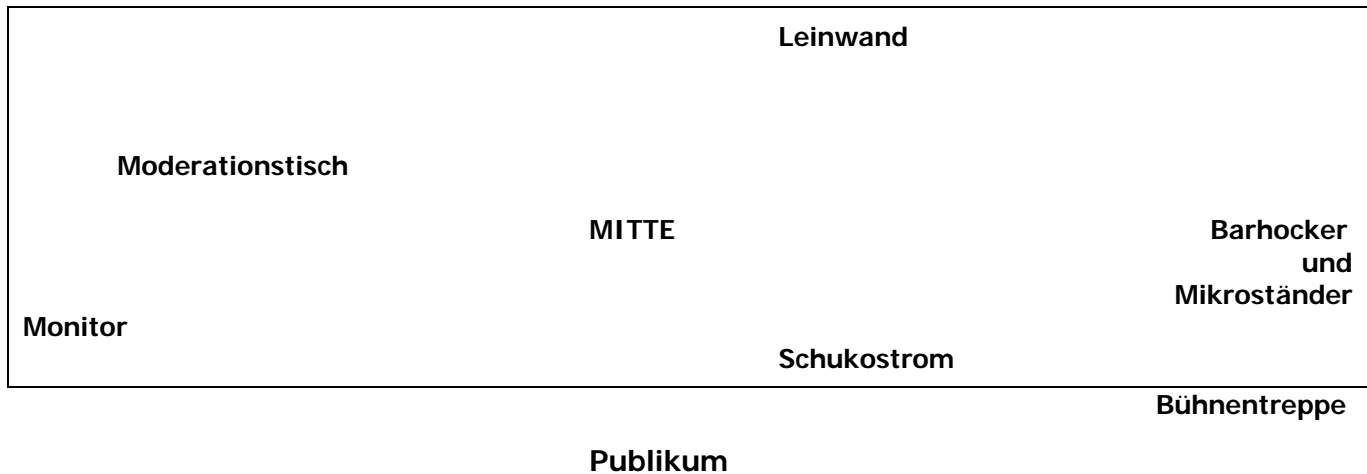 Leinwand
Moderationstisch
MITTE Barhocker
und
Mikroständer
Monitor
Schukostrom
Bühnentreppe
Publikum